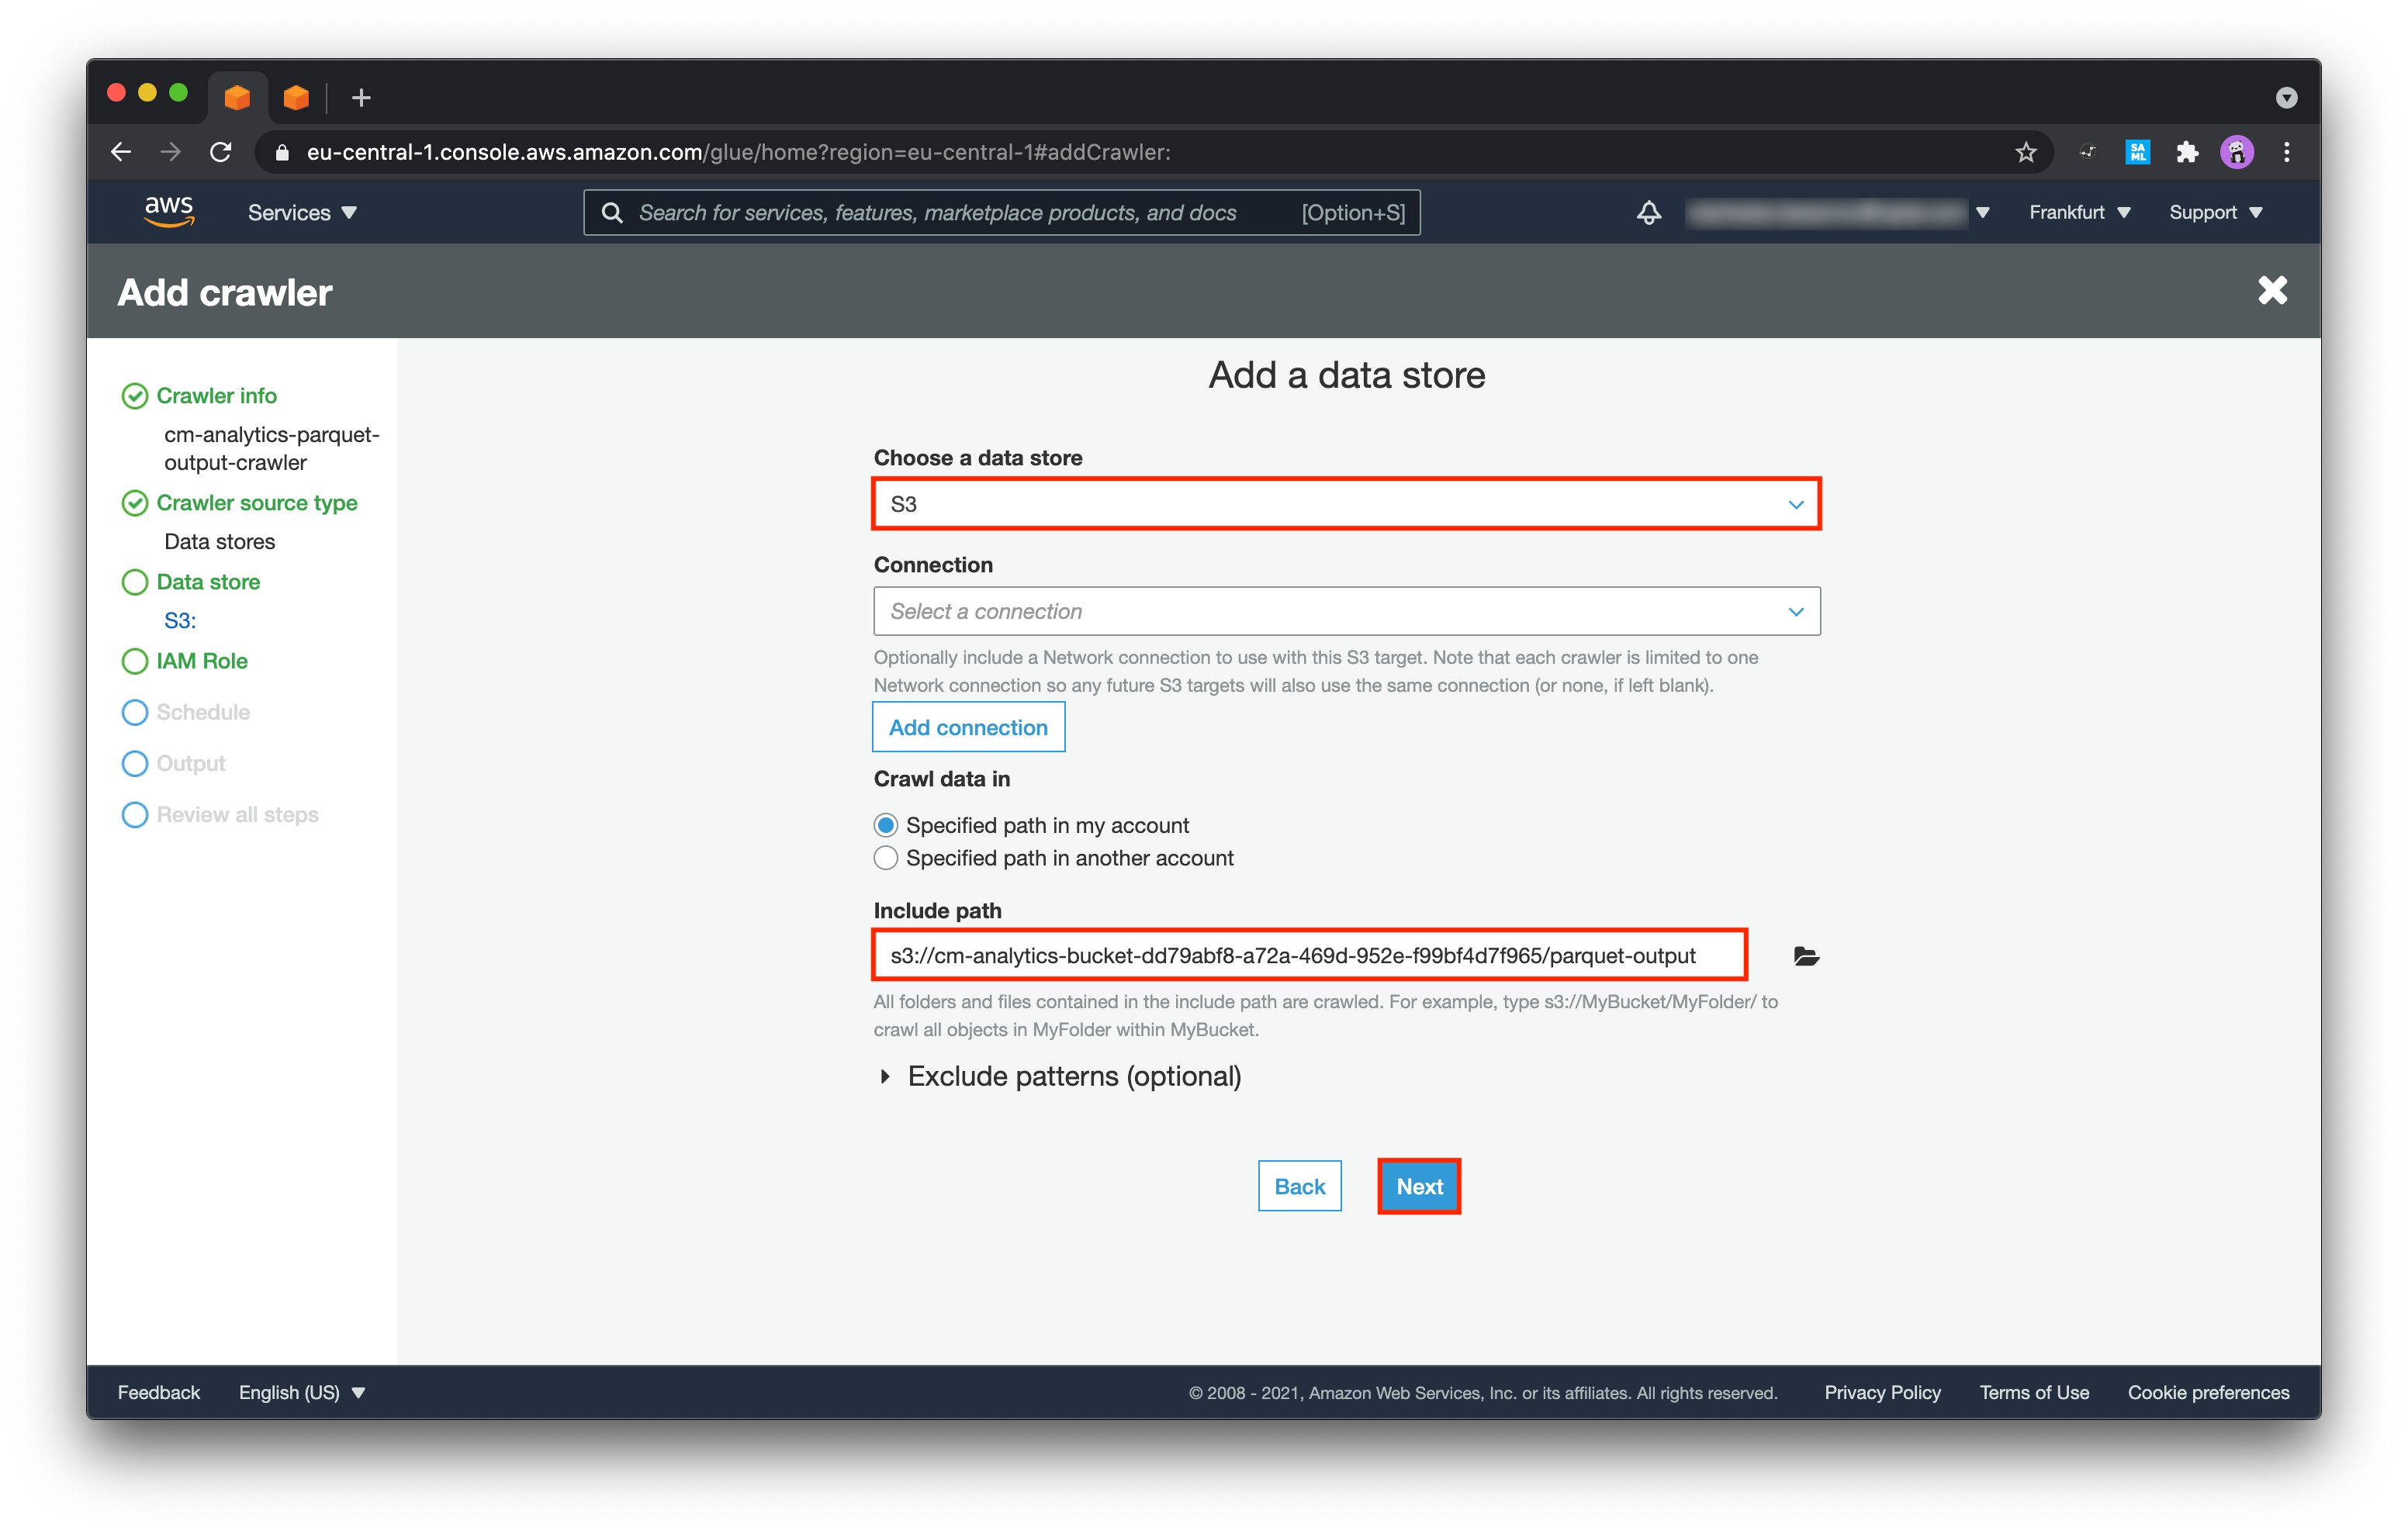 eu-central-1.console.aws.amazon.com/glue/home?region=eu-central-1#addCrawler:
SA
ML
aws
Services
Search for services, features, marketplace products, and docs
[Option+S]
Frankfurt
Support
Add crawler
Crawler info
cm-analytics-parquet-
output-crawler
Crawler source type
Data stores
Data store
S3:
IAM Role
Schedule
Output
Review all steps
Add a data store
Choose a data store
S3
Connection
Select a connection
Optionally include a Network connection to use with this S3 target. Note that each crawler is limited to one
Network connection so any future S3 targets will also use the same connection (or none, if left blank).
Add connection
Crawl data in
Specified path in my account
Specified path in another account
Include path
s3://cm-analytics-bucket-dd79abf8-a72a-469d-952e-f99bf4d7f965/parquet-output
All folders and files contained in the include path are crawled. For example, type s3://MyBucket/MyFolder/ to
crawl all objects in MyFolder within MyBucket.
Exclude patterns (optional)
Back
Next
Feedback
English (US)
© 2008 - 2021, Amazon Web Services, Inc. or its affiliates. All rights reserved.
Privacy Policy
Terms of Use
Cookie preferences